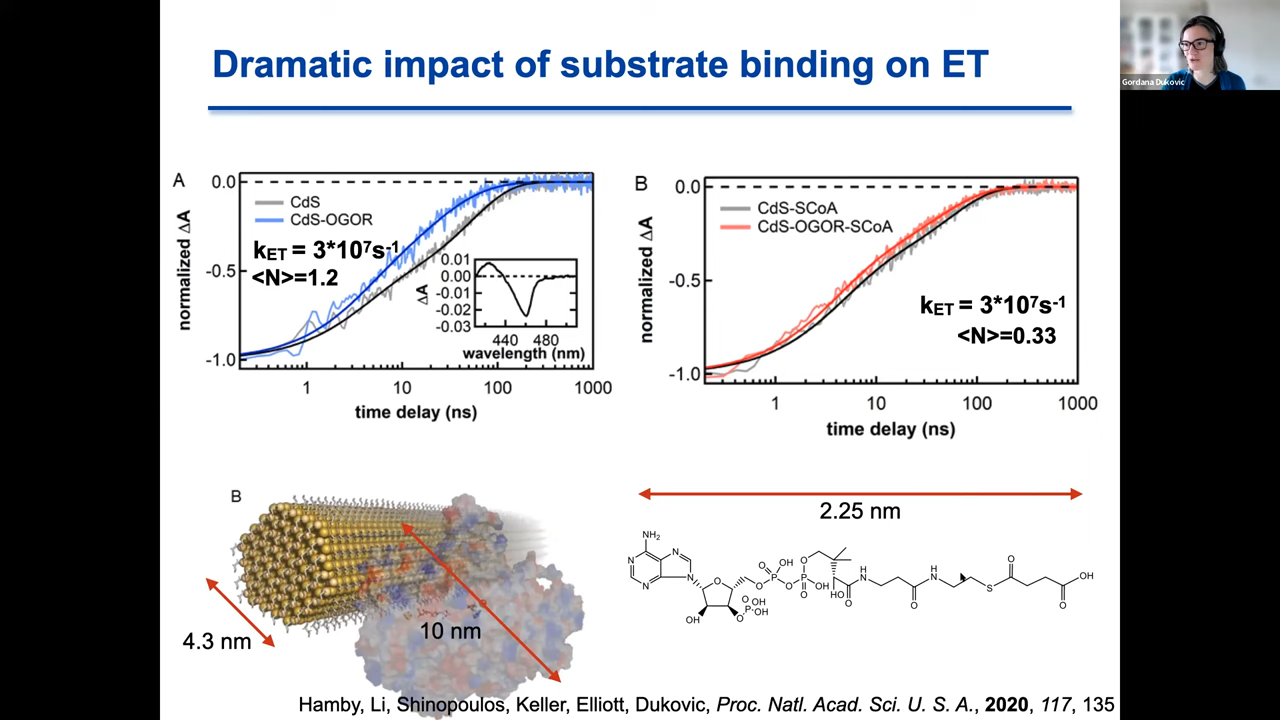 Dramatic impact of substrate binding on ET
Gordana Dukovic
A
0.0
-0.5
-1.0
normalized ΔA
CdS
CdS-OGOR
kET = 3*10⁷s⁻¹
<N>=1.2
0.01
0.00
-0.01
-0.02
-0.03
ΔA
440 480
wavelength (nm)
1 10 100 1000
time delay (ns)
B
0.0
-0.5
-1.0
normalized ΔA
CdS-SCoA
CdS-OGOR-SCoA
kET = 3*10⁷s⁻¹
<N>=0.33
1 10 100 1000
time delay (ns)
B
4.3 nm
10 nm
2.25 nm
NH₂
N
N
N
N
O
OH
O
P
OH
O
OH
O
P
O
OH
O
P
O
OH
O
HO
O
H
N
O
H
N
S
O
O
OH
Hamby, Li, Shinopoulos, Keller, Elliott, Dukovic, Proc. Natl. Acad. Sci. U. S. A., 2020, 117, 135